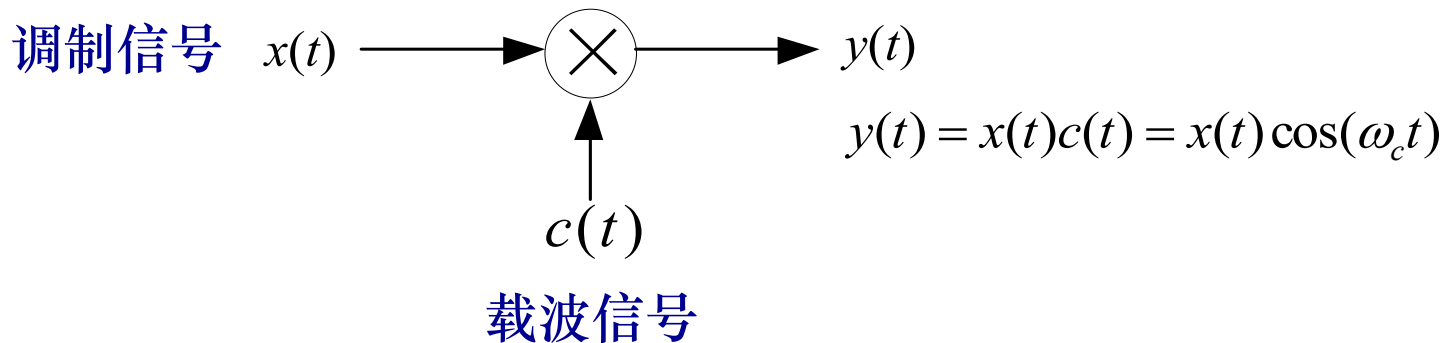 调制信号 x(t) y(t)
y(t) = x(t)c(t) = x(t)cos(ω_c t)
c(t)
载波信号